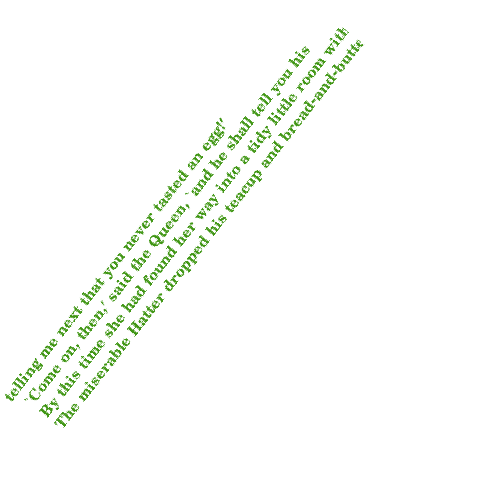 telling me next that you never tasted an egg!'
`Come on, then,' said the Queen, `and he shall tell you his
By this time she had found her way into a tidy little room with
The miserable Hatter dropped his teacup and bread-and-butte